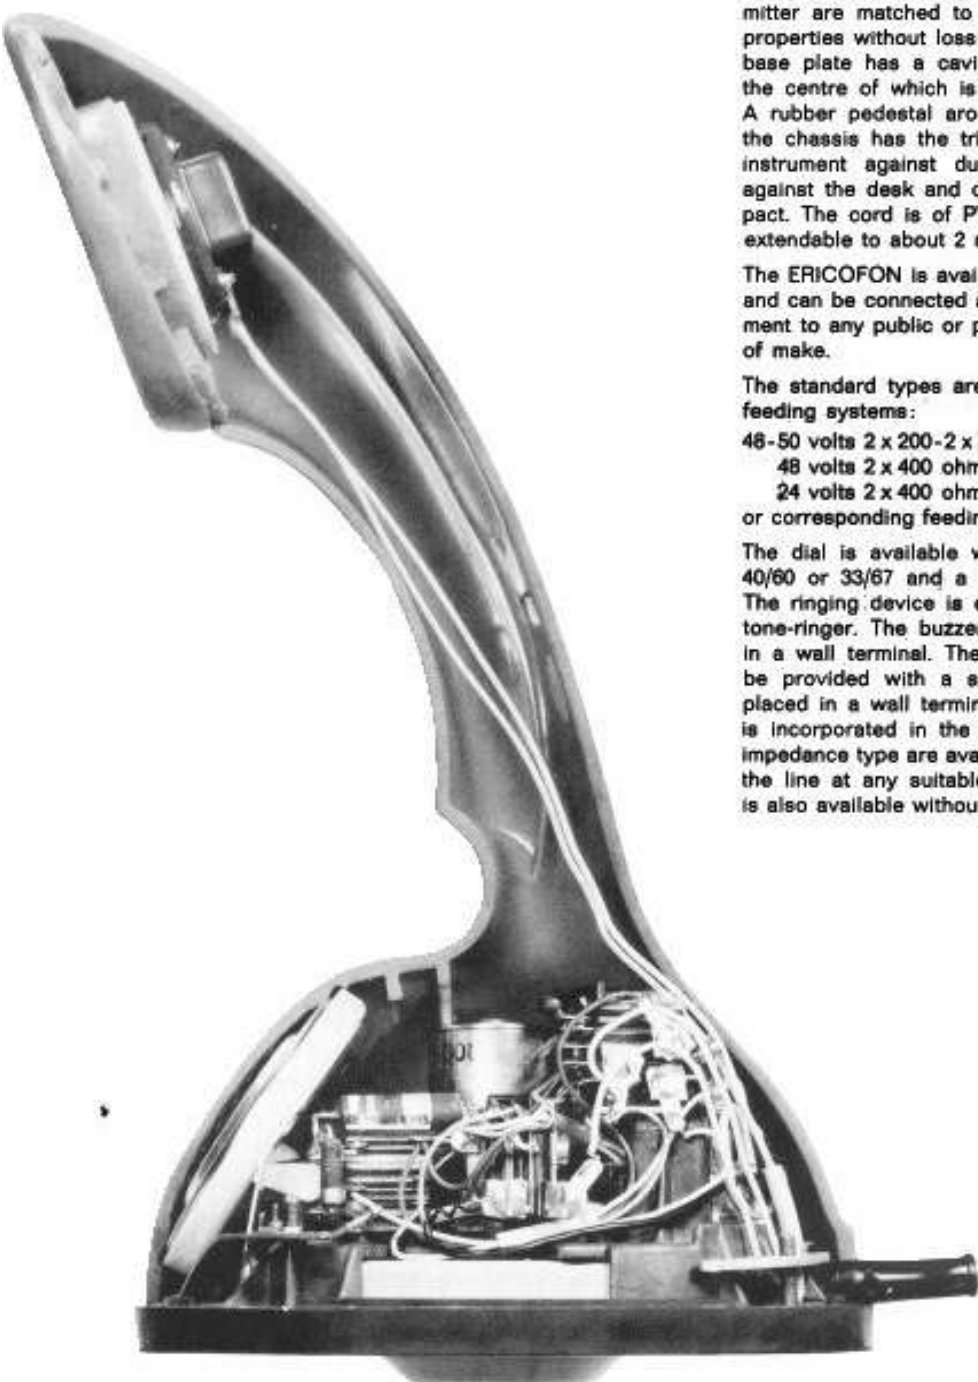 mitter are matched to
properties without loss
base plate has a cavi
the centre of which is
A rubber pedestal aro
the chassis has the tri
instrument against du
against the desk and c
pact. The cord is of P
extendable to about 2
The ERICOFON is avai
and can be connected a
ment to any public or p
of make.
The standard types are
feeding systems:
48-50 volts 2 x 200-2 x
48 volts 2 x 400 ohm
24 volts 2 x 400 ohm
or corresponding feedin
The dial is available w
40/60 or 33/67 and a
The ringing device is
tone-ringer. The buzze
in a wall terminal. The
be provided with a s
placed in a wall termin
is incorporated in the
impedance type are ava
the line at any suitable
is also available withou